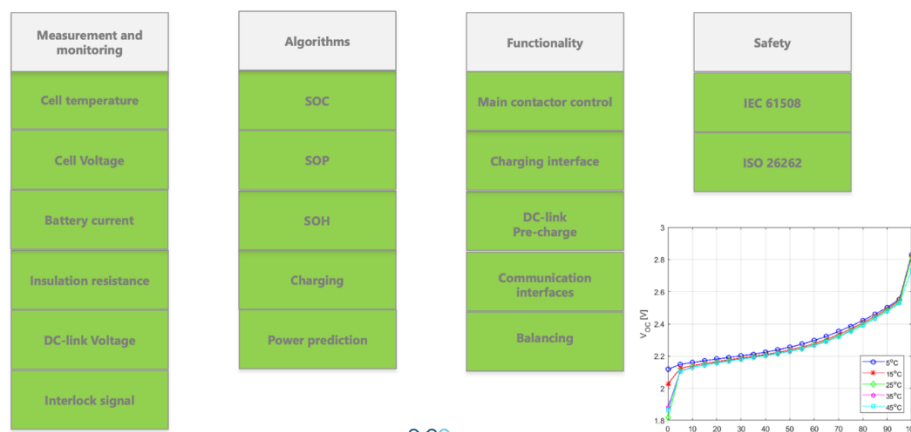 Measurement and
monitoring
Cell temperature
Cell Voltage
Battery current
Insulation resistance
DC-link Voltage
Interlock signal
Algorithms
SOC
SOP
SOH
Charging
Power prediction
Functionality
Main contactor control
Charging interface
DC-link
Pre-charge
Communication
interfaces
Balancing
Safety
IEC 61508
ISO 26262
3
2.8
2.6
2.4
2.2
2
1.8
V_OC [V]
5°C
15°C
25°C
35°C
45°C
0 10 20 30 40 50 60 70 80 90